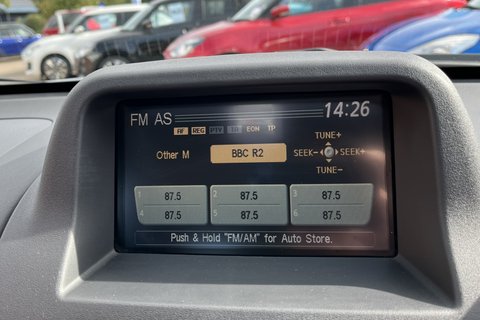 FM AS 14:26
AF REG PTY TA EON TP
TUNE+
Other M BBC R2 SEEK- SEEK+
TUNE-
1 87.5 2 87.5 3 87.5
4 87.5 5 87.5 6 87.5
Push & Hold "FM/AM" for Auto Store.